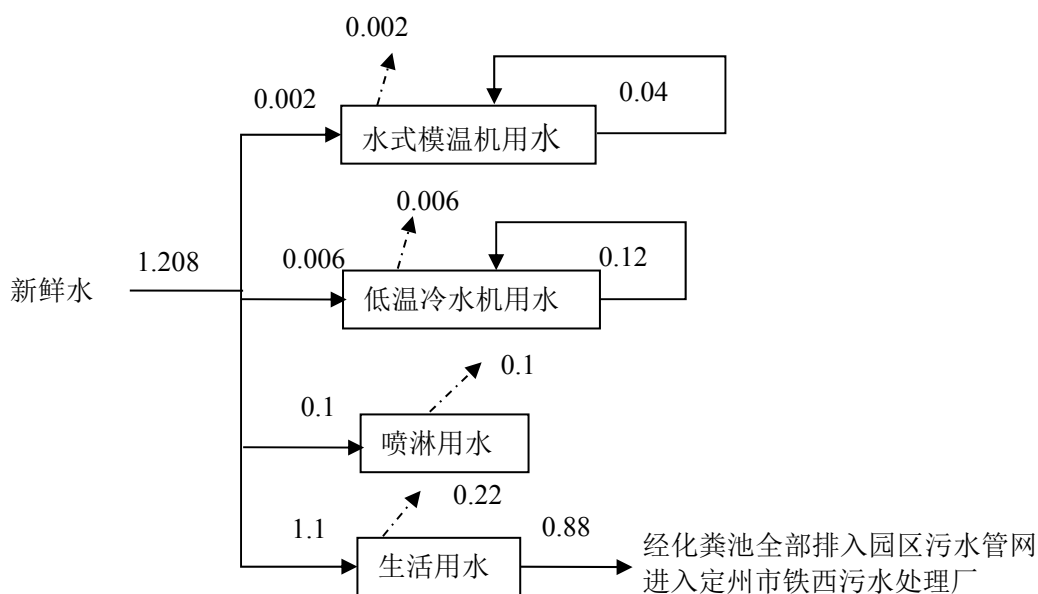 0.002
0.002
0.04
水式模温机用水
0.006
1.208
0.006
0.12
新鲜水
低温冷水机用水
0.1
0.1
喷淋用水
0.22
1.1
0.88
生活用水
经化粪池全部排入园区污水管网
进入定州市铁西污水处理厂